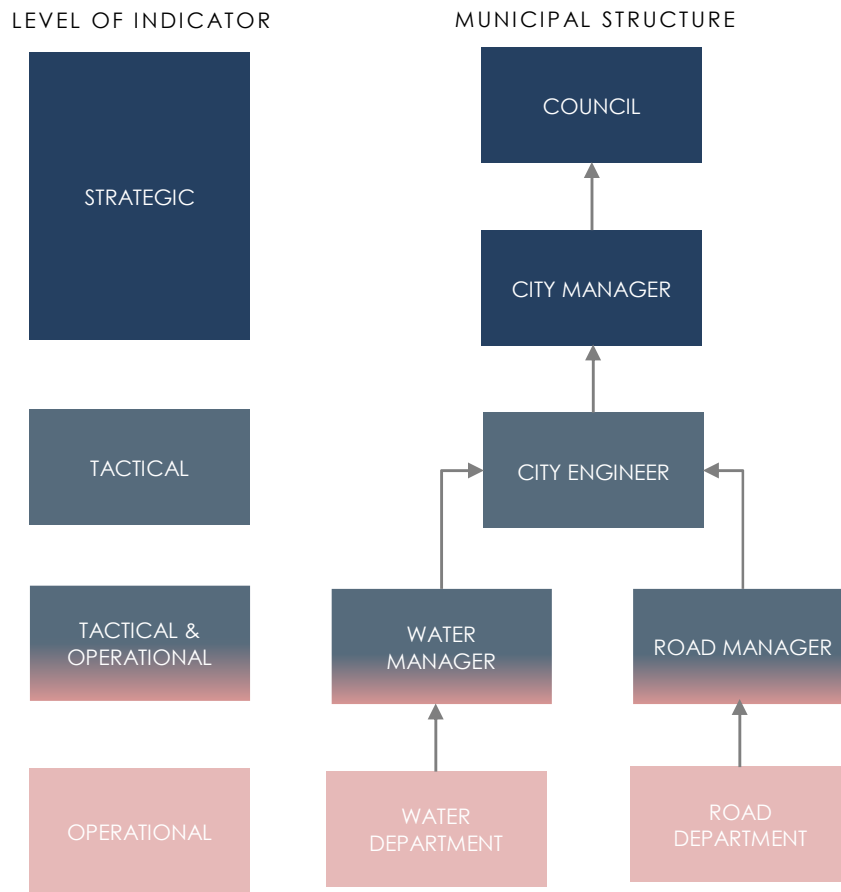 LEVEL OF INDICATOR
MUNICIPAL STRUCTURE
STRATEGIC
COUNCIL
CITY MANAGER
TACTICAL
CITY ENGINEER
TACTICAL &
OPERATIONAL
WATER
MANAGER
ROAD MANAGER
OPERATIONAL
WATER
DEPARTMENT
ROAD
DEPARTMENT